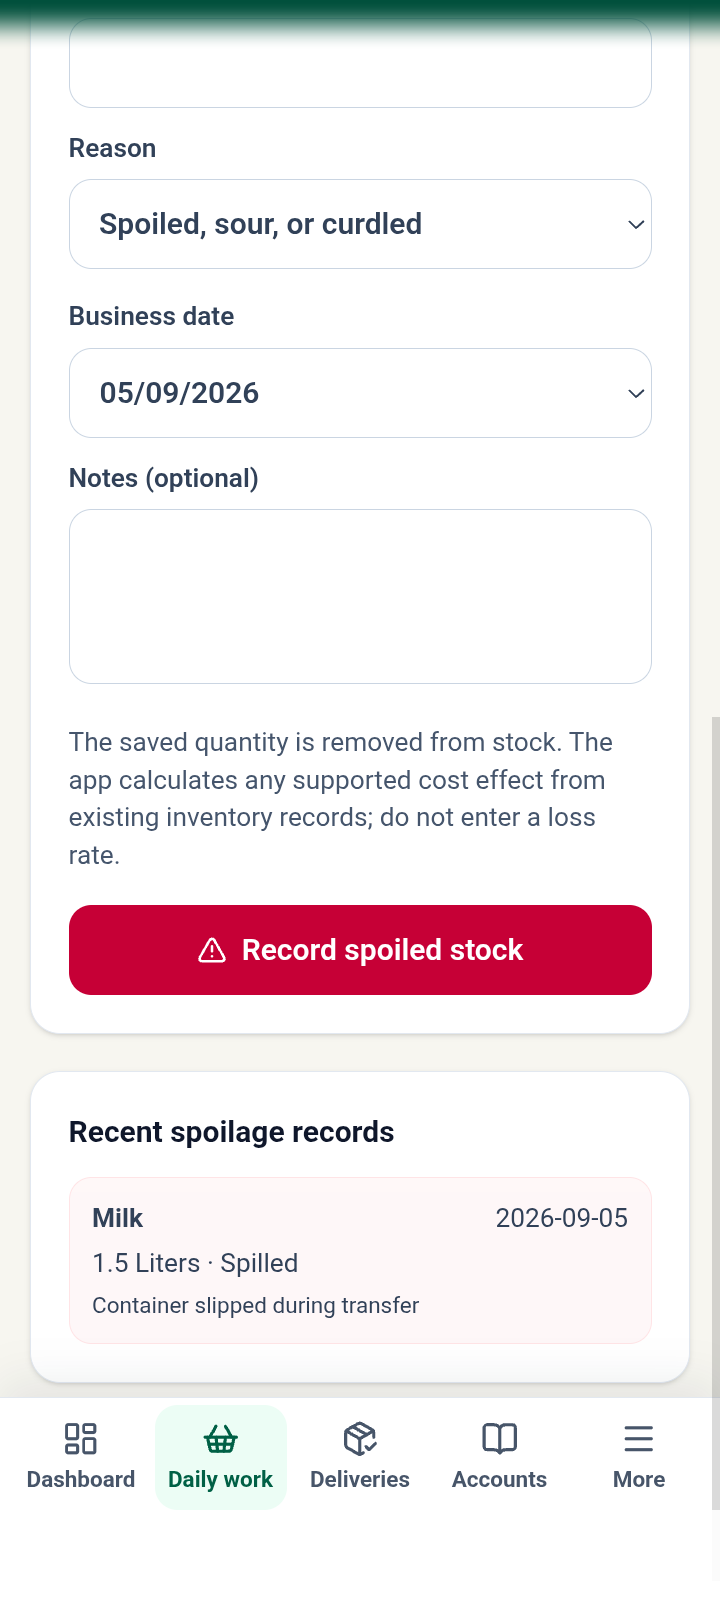 Reason
Spoiled, sour, or curdled
Business date
05/09/2026
Notes (optional)
The saved quantity is removed from stock. The
app calculates any supported cost effect from
existing inventory records; do not enter a loss
rate.
Record spoiled stock
Recent spoilage records
Milk 2026-09-05
1.5 Liters · Spilled
Container slipped during transfer
Dashboard Daily work Deliveries Accounts More